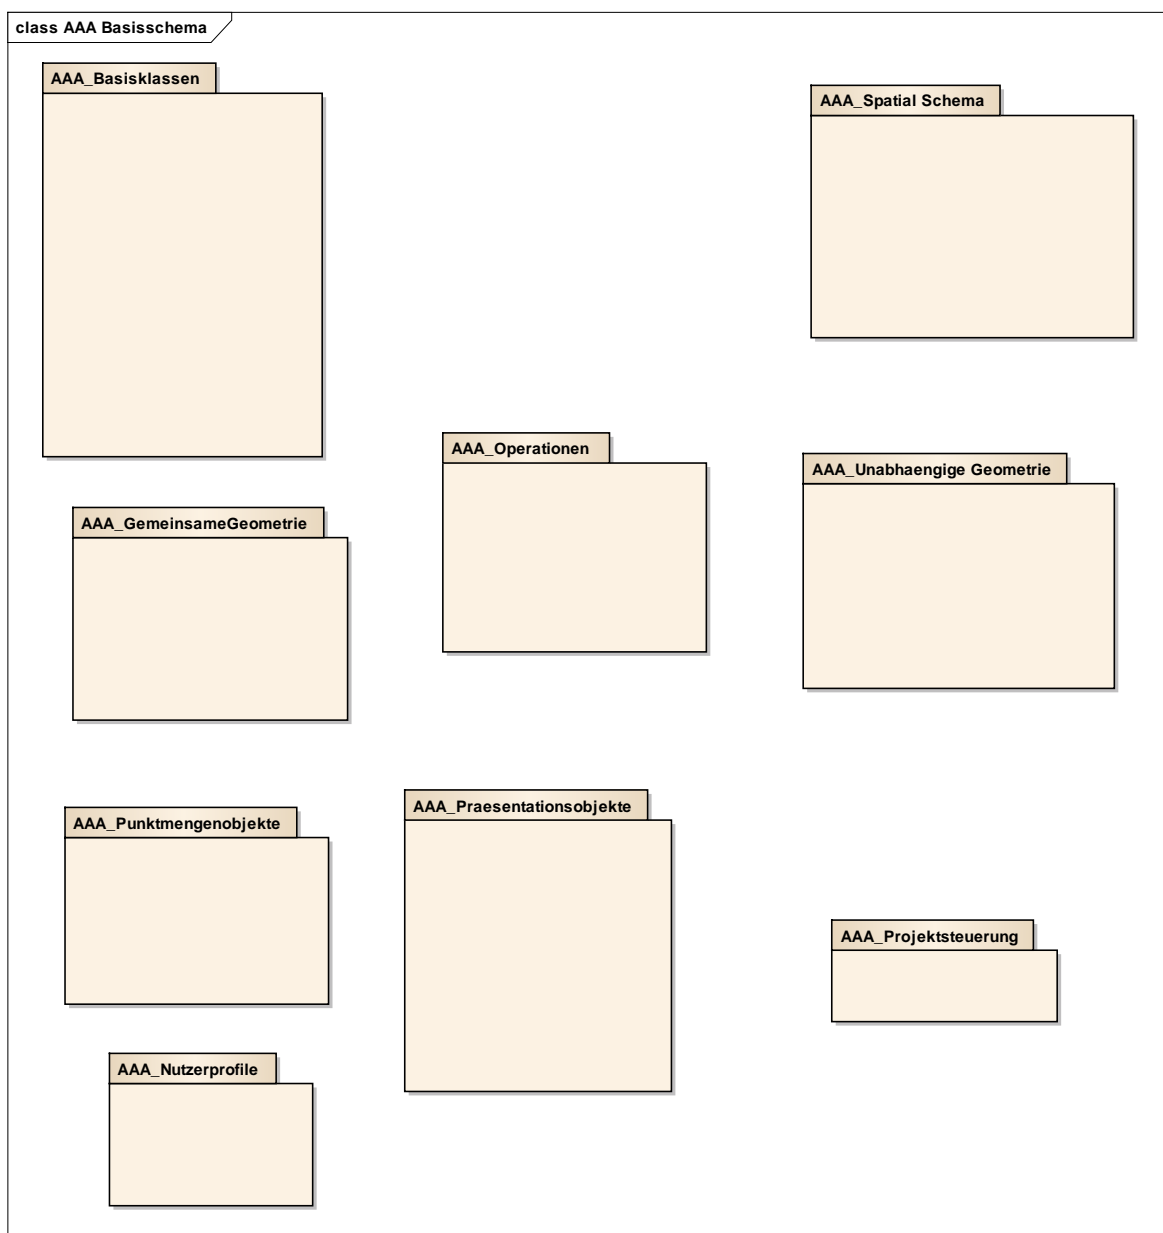 class AAA Basisschema
AAA_Basisklassen
AAA_Spatial Schema
AAA_Operationen
AAA_Unabhaengige Geometrie
AAA_GemeinsameGeometrie
AAA_Praesentationsobjekte
AAA_Punktmengenobjekte
AAA_Projektsteuerung
AAA_Nutzerprofile